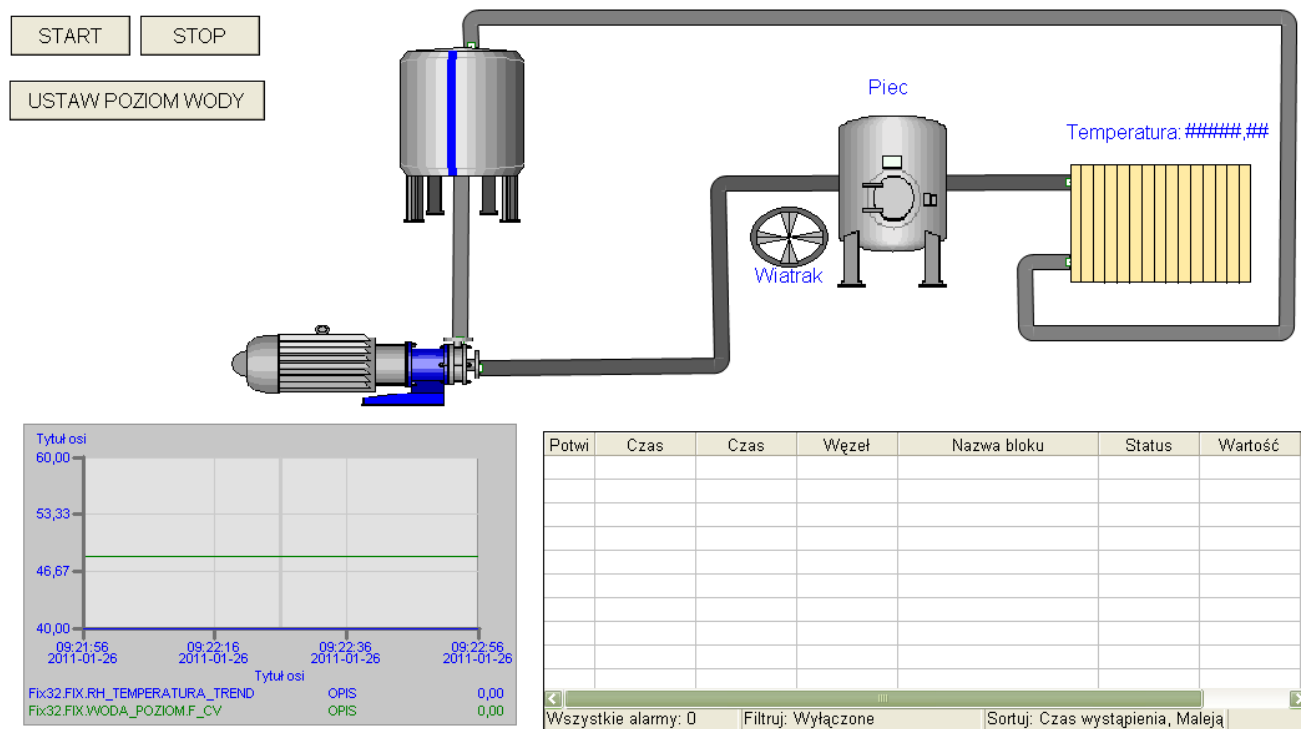 START
STOP
USTAW POZIOM WODY
Piec
Temperatura: #####,##
Wiatrak
Tytuł osi
60,00
53,33
46,67
40,00
09:21:56 09:22:16 09:22:36 09:22:56
2011-01-26 2011-01-26 2011-01-26 2011-01-26
Tytuł osi
Fix32.FIX.RH_TEMPERATURA_TREND OPIS 0,00
Fix32.FIX.WODA_POZIOM.F_CV OPIS 0,00
Potwi Czas Czas Węzeł Nazwa bloku Status Wartość
Wszystkie alarmy: 0 Filtruj: Wyłączone Sortuj: Czas wystąpienia, Maleją